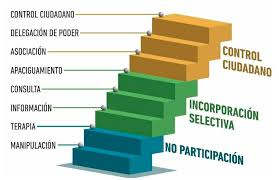 CONTROL CIUDADANO
DELEGACIÓN DE PODER
ASOCIACIÓN
APACIGUAMIENTO
CONSULTA
INFORMACIÓN
TERAPIA
MANIPULACIÓN
CONTROL
CIUDADANO
INCORPORACIÓN
SELECTIVA
NO PARTICIPACIÓN